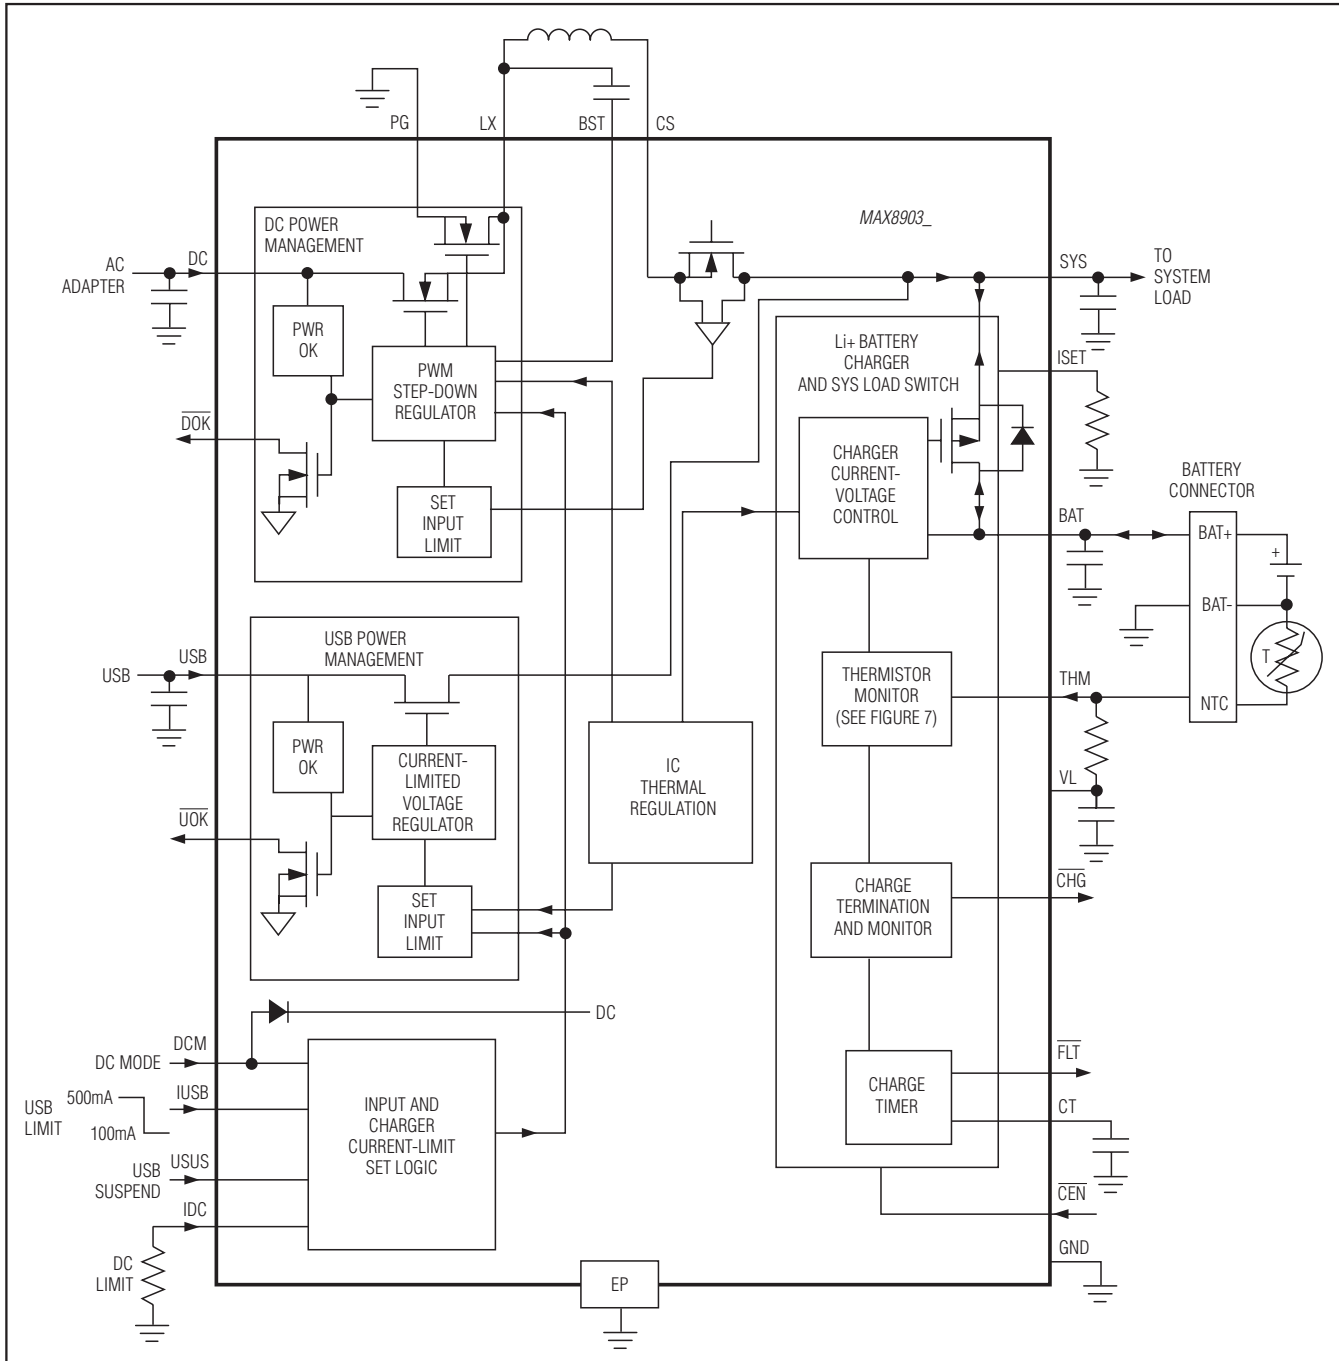 PG
LX
BST
CS
MAX8903_
DC POWER
MANAGEMENT
AC
ADAPTER
DC
PWR
OK
PWM
STEP-DOWN
REGULATOR
DOK
SET
INPUT
LIMIT
SYS
TO
SYSTEM
LOAD
Li+ BATTERY
CHARGER
AND SYS LOAD SWITCH
ISET
CHARGER
CURRENT-
VOLTAGE
CONTROL
BATTERY
CONNECTOR
BAT
BAT+
+
BAT-
T
NTC
USB POWER
MANAGEMENT
USB
USB
PWR
OK
CURRENT-
LIMITED
VOLTAGE
REGULATOR
UOK
SET
INPUT
LIMIT
IC
THERMAL
REGULATION
THERMISTOR
MONITOR
(SEE FIGURE 7)
THM
VL
CHARGE
TERMINATION
AND MONITOR
CHG
DC
DC MODE
DCM
USB
LIMIT
500mA
100mA
IUSB
USB
SUSPEND
USUS
IDC
DC
LIMIT
INPUT AND
CHARGER
CURRENT-LIMIT
SET LOGIC
CHARGE
TIMER
FLT
CT
CEN
GND
EP